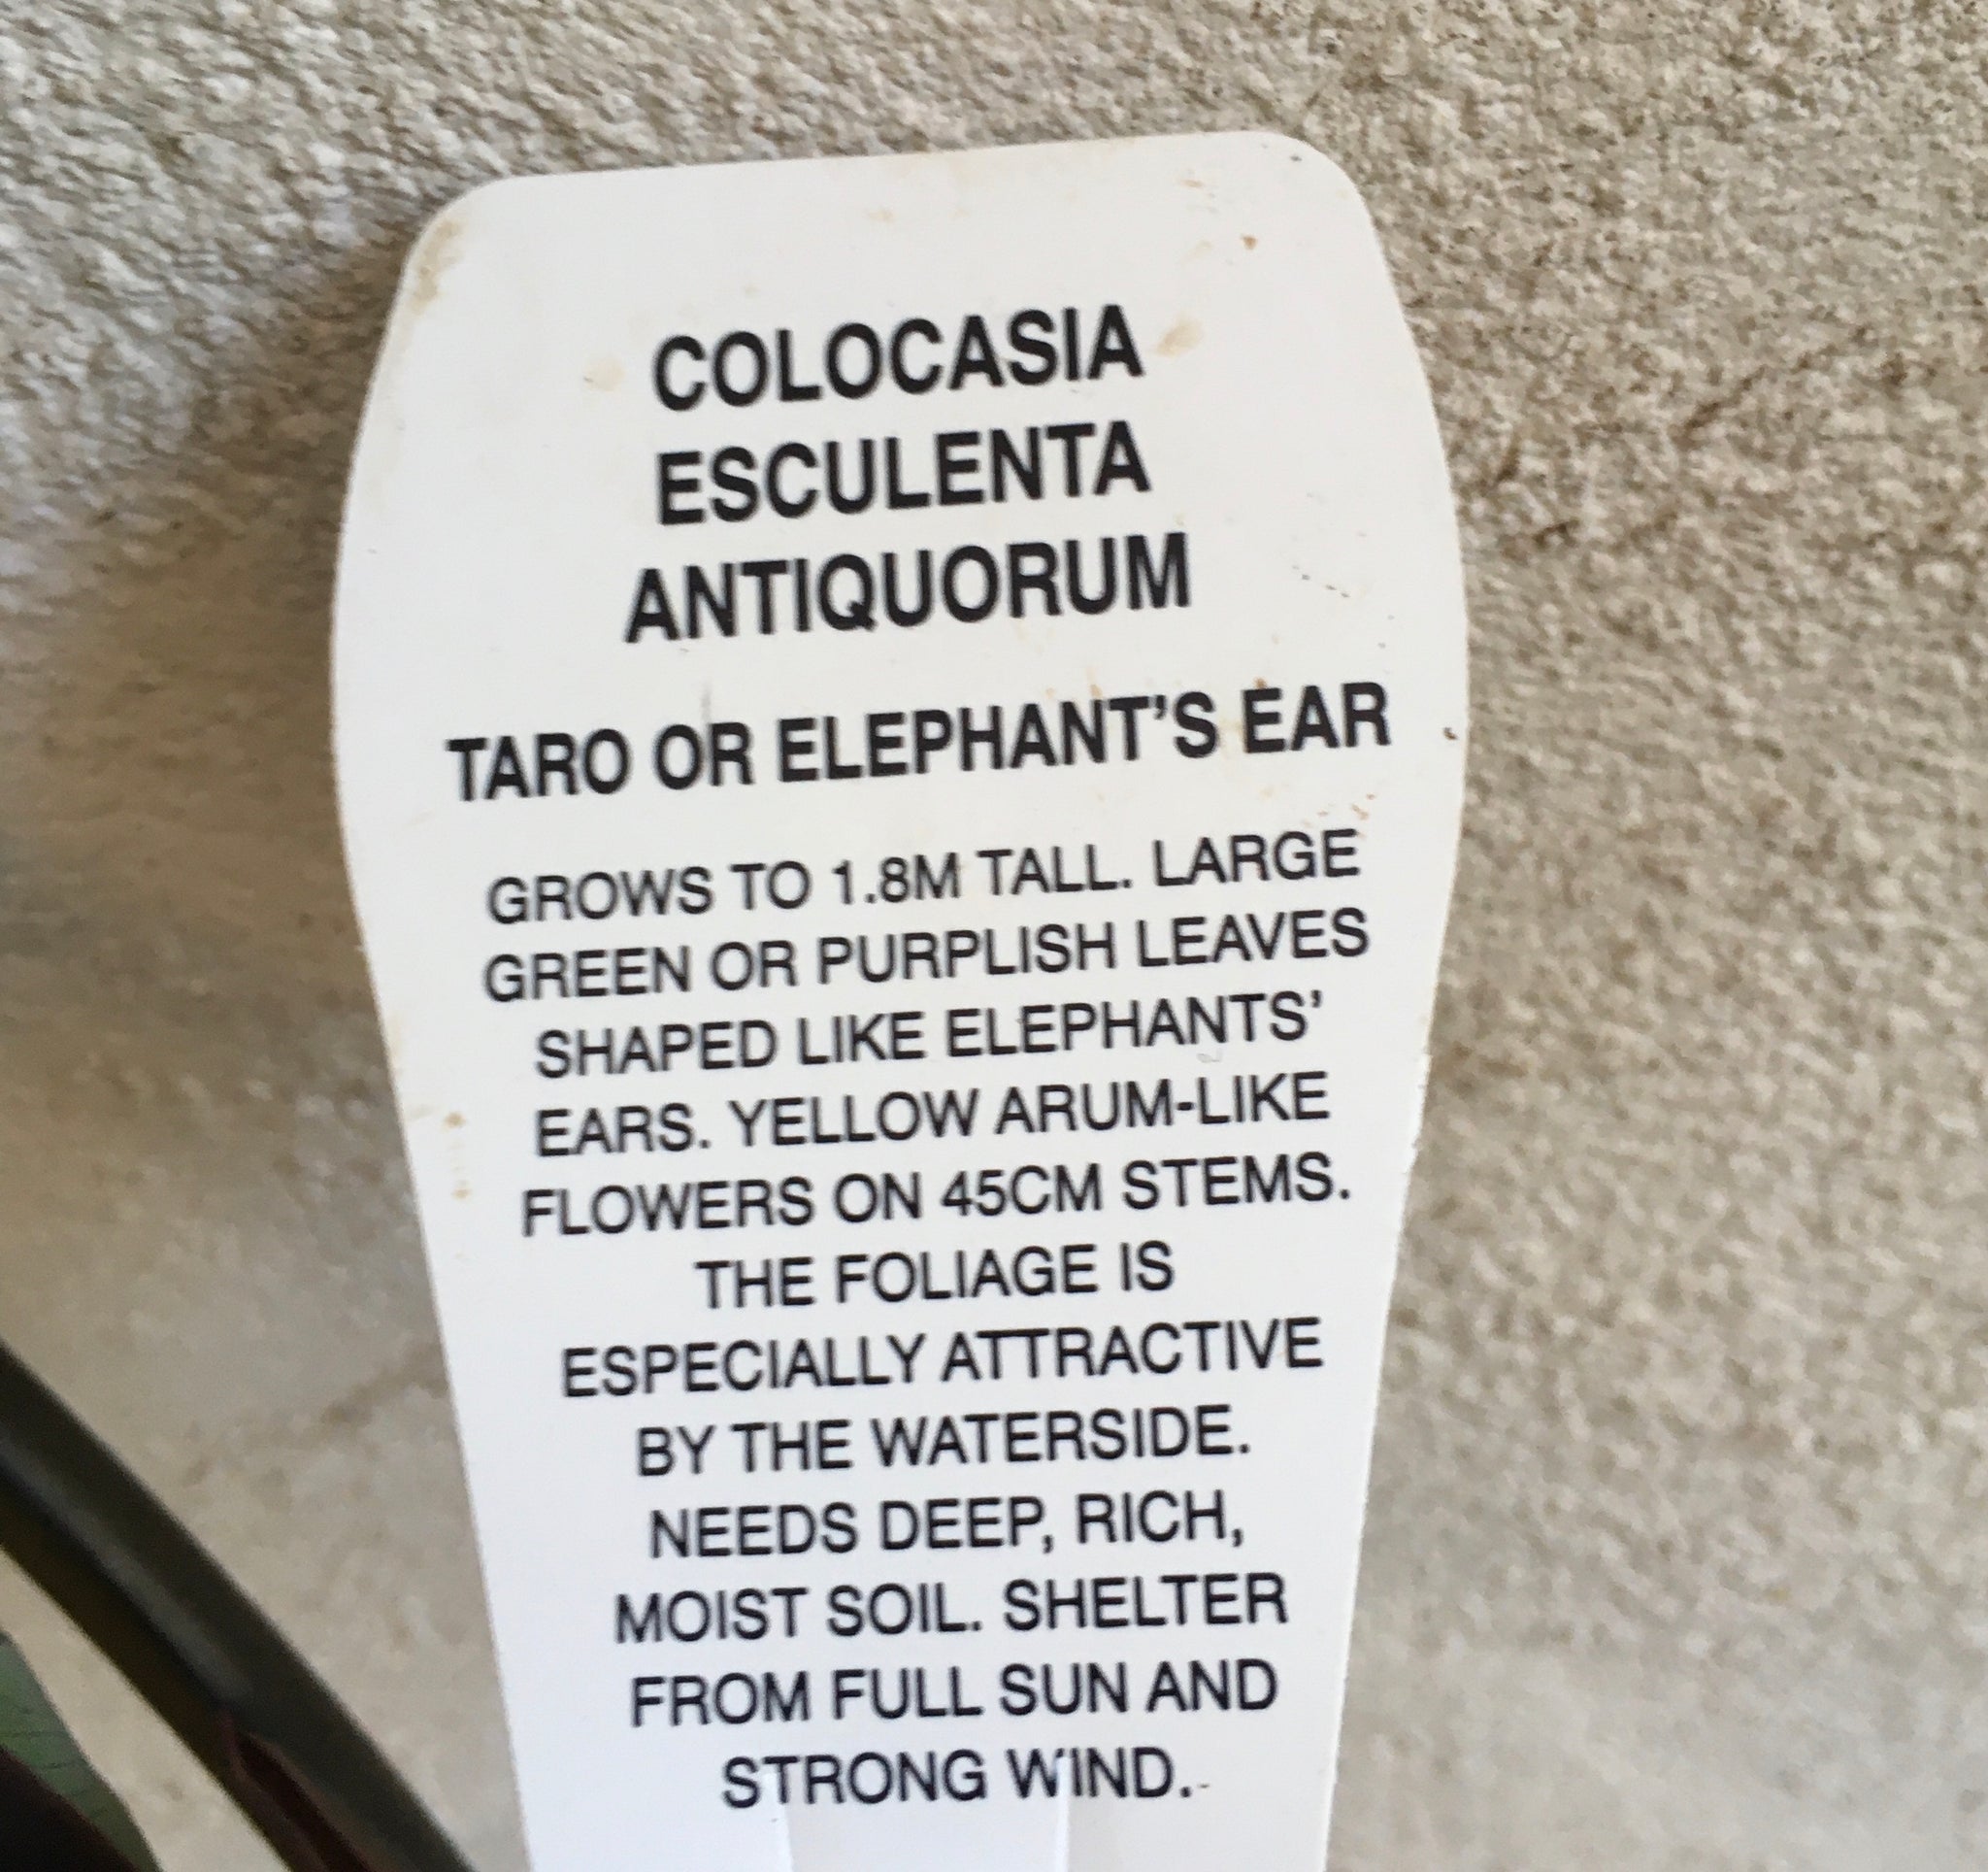 COLOCASIA
ESCULENTA
ANTIQUORUM
TARO OR ELEPHANT'S EAR
GROWS TO 1.8M TALL. LARGE
GREEN OR PURPLISH LEAVES
SHAPED LIKE ELEPHANTS'
EARS. YELLOW ARUM-LIKE
FLOWERS ON 45CM STEMS.
THE FOLIAGE IS
ESPECIALLY ATTRACTIVE
BY THE WATERSIDE.
NEEDS DEEP, RICH,
MOIST SOIL. SHELTER
FROM FULL SUN AND
STRONG WIND.